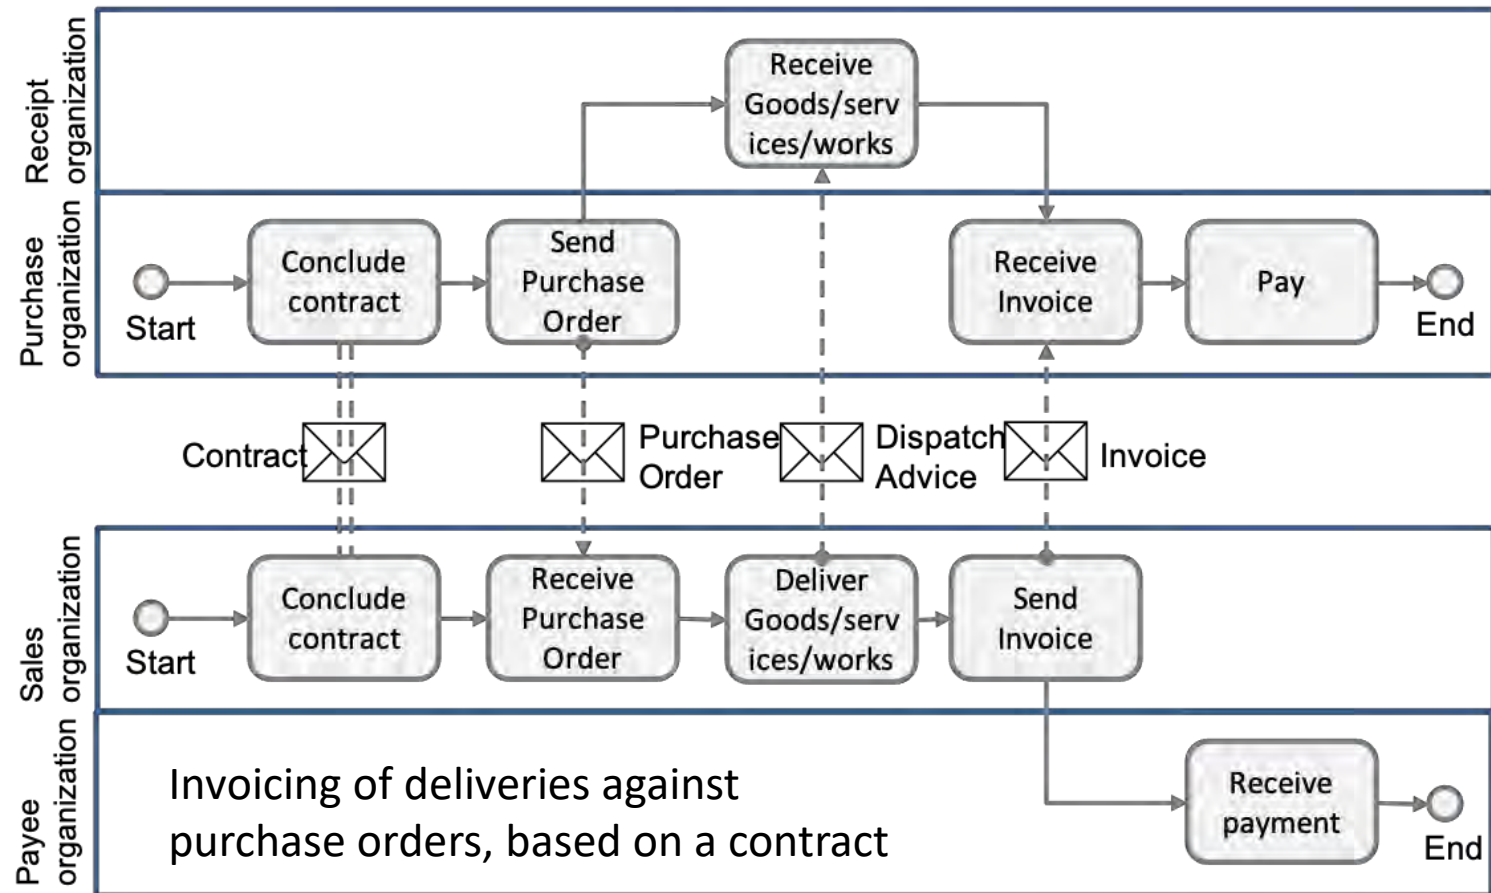 Receipt
organization
Receive
Goods/serv
ices/works
Purchase
organization
Start
Conclude
contract
Send
Purchase
Order
Receive
Invoice
Pay
End
Contract
Purchase
Order
Dispatch
Advice
Invoice
Sales
organization
Start
Conclude
contract
Receive
Purchase
Order
Deliver
Goods/serv
ices/works
Send
Invoice
Payee
organization
Invoicing of deliveries against
purchase orders, based on a contract
Receive
payment
End